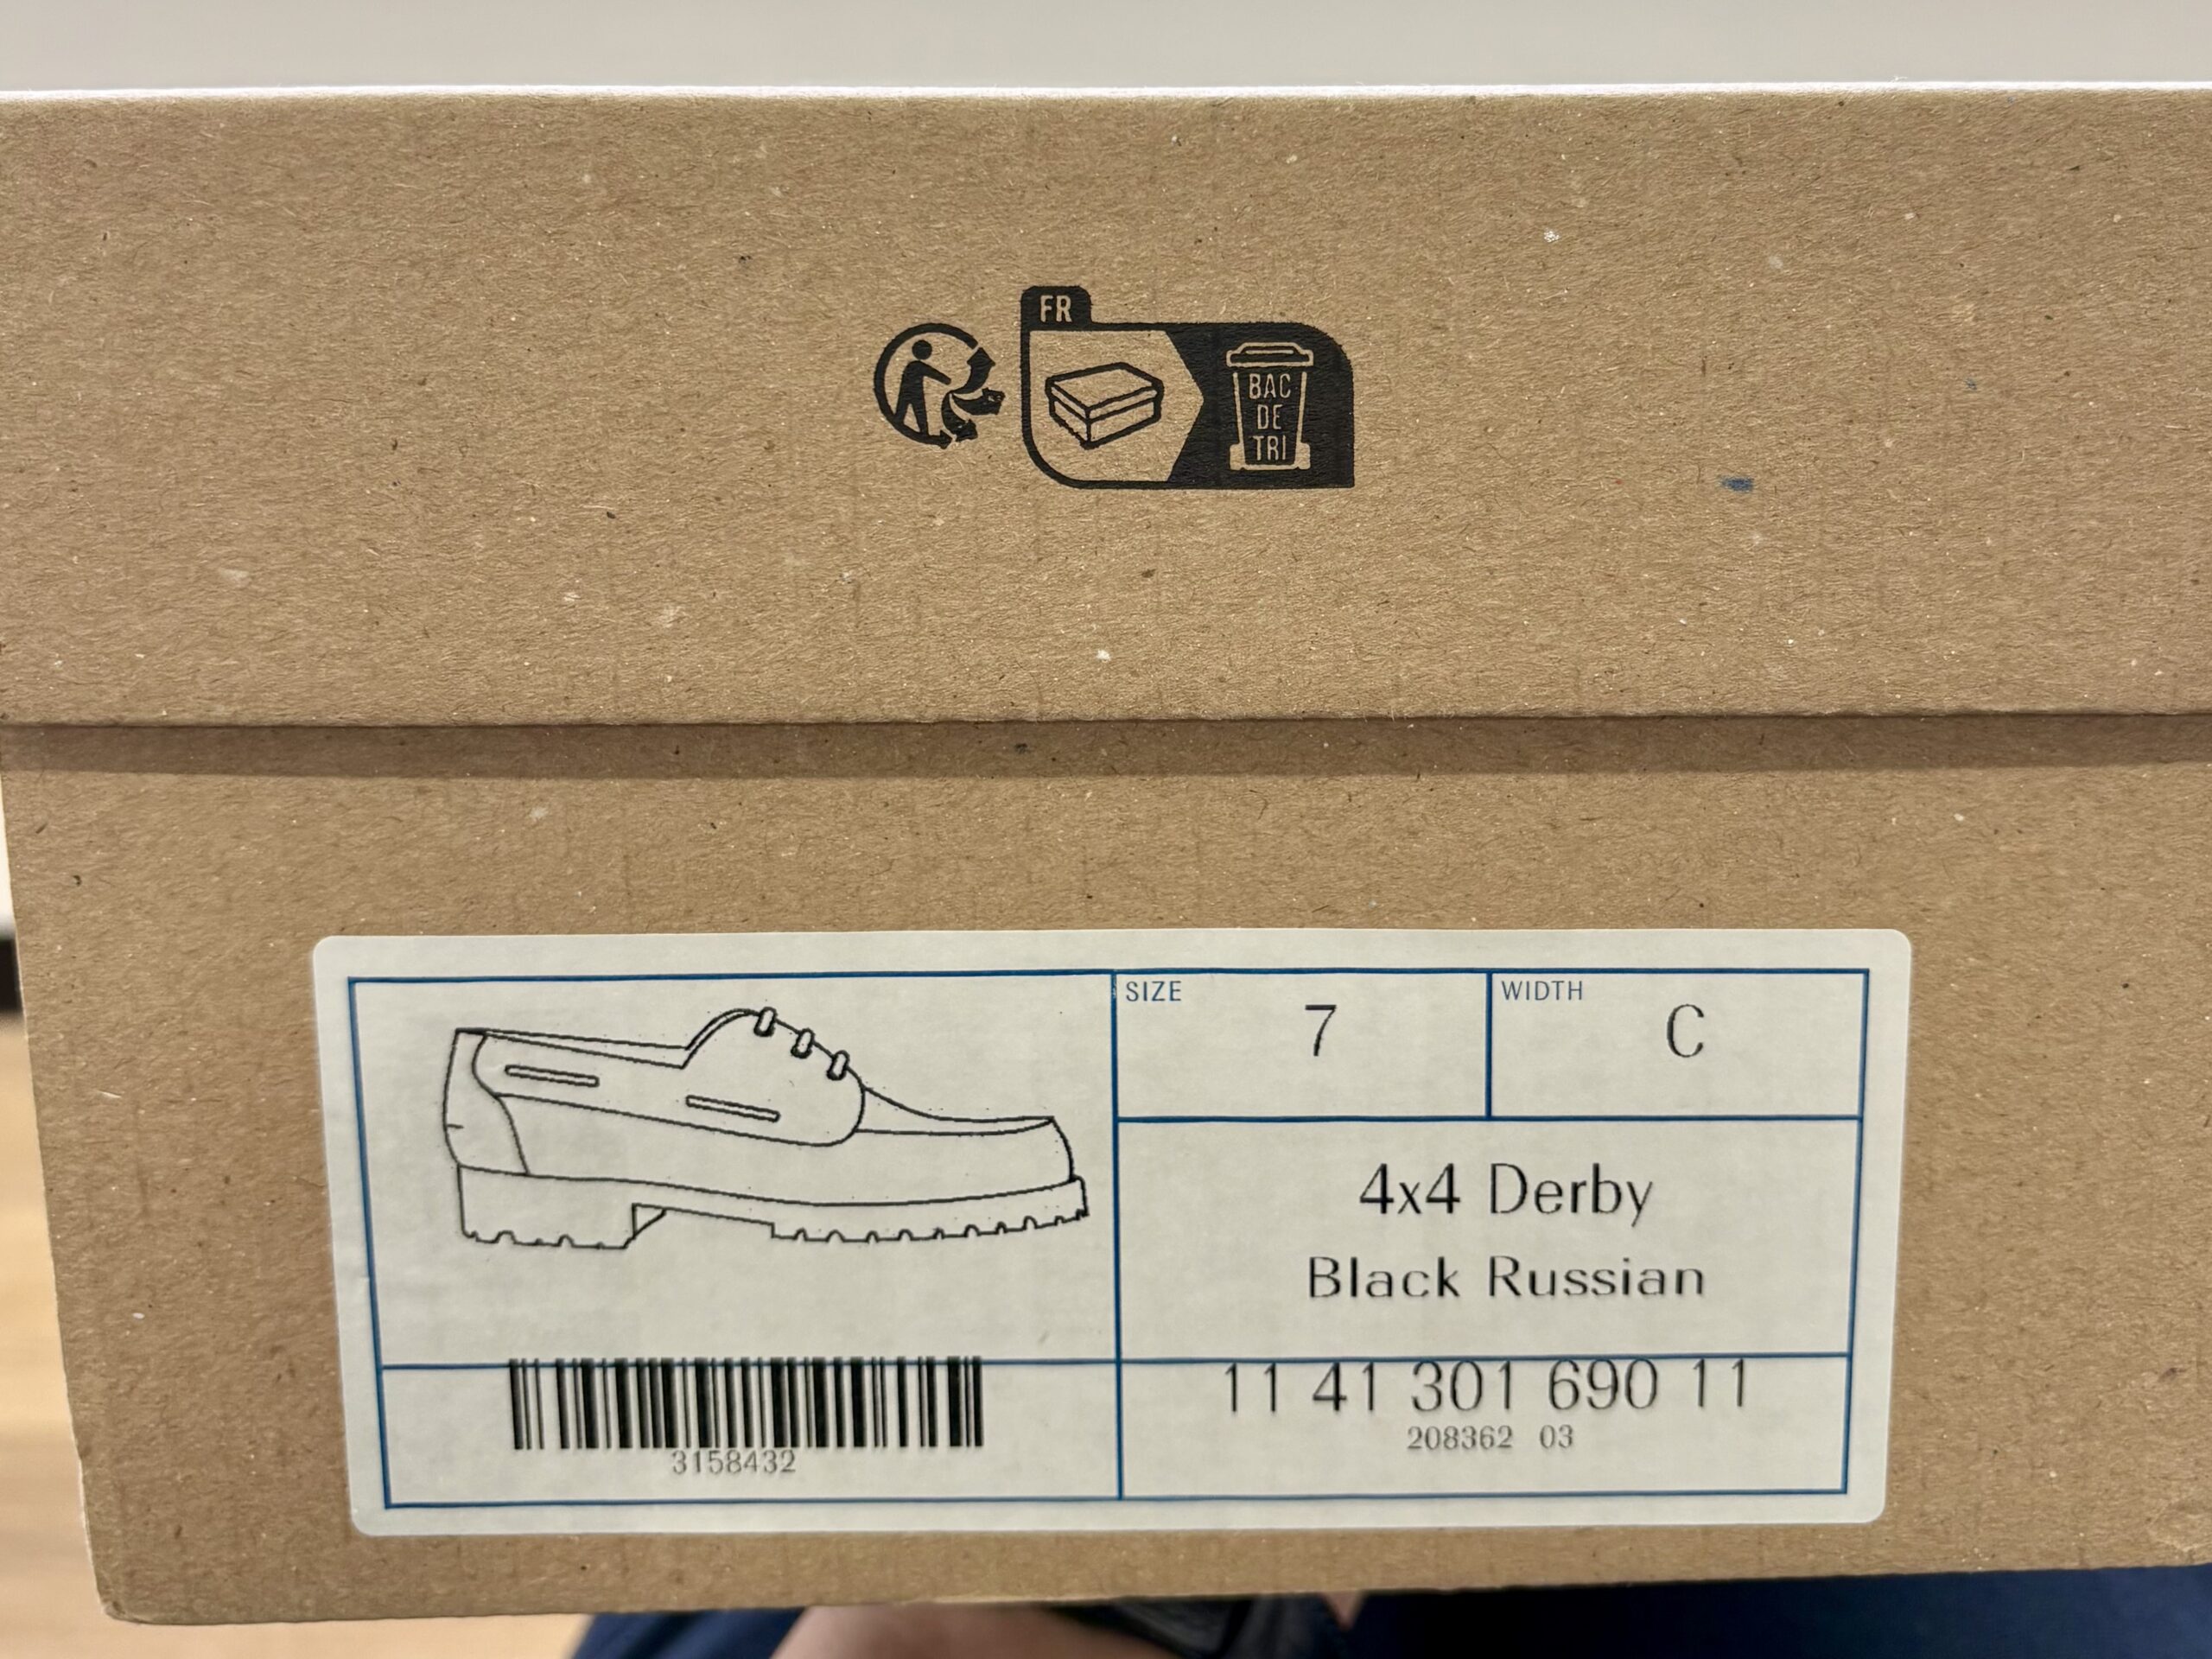 FR
BAC
DE
TRI
SIZE
7
WIDTH
C
4x4 Derby
Black Russian
3158432
11 41 301 690 11
208362 03